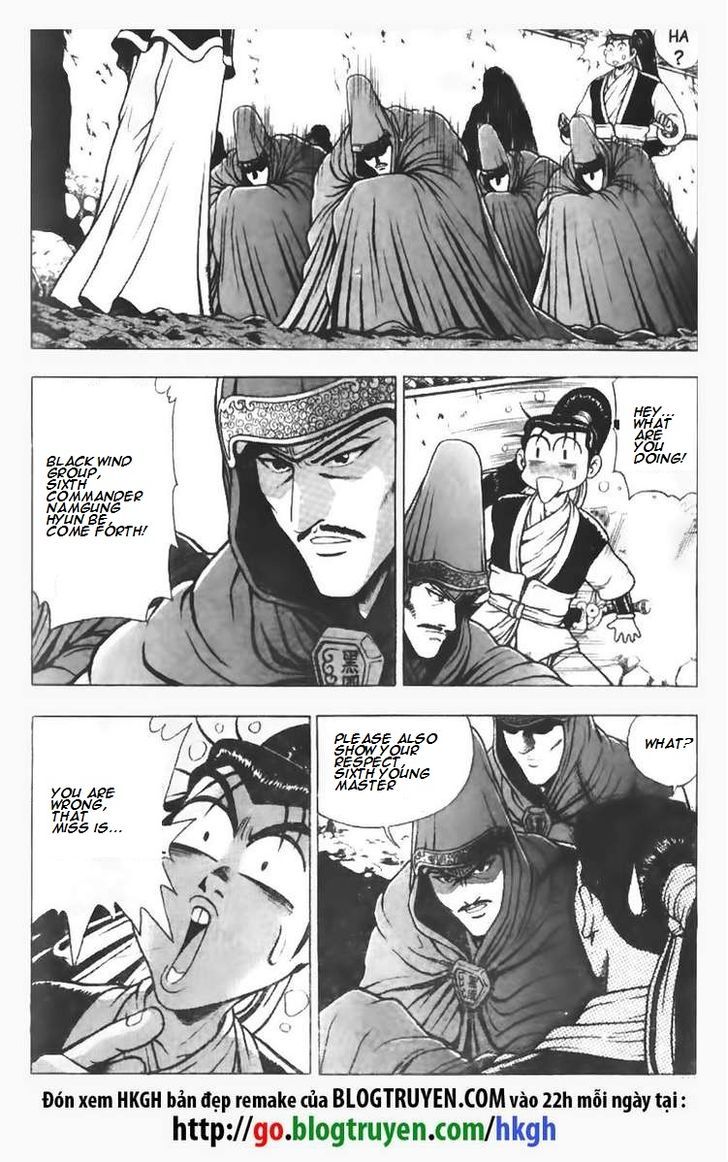 HA
?
HEY...
WHAT
ARE
YOU
DOING!
BLACK WIND
GROUP,
SIXTH
COMMANDER
NAMGUNG
HYUN BE,
COME FORTH!
黑
WHAT?
PLEASE ALSO
SHOW YOUR
RESPECT,
SIXTH YOUNG
MASTER
YOU ARE
WRONG,
THAT
MISS IS...
Đón xem HKGH bản đẹp remake của BLOGTRUYEN.COM vào 22h mỗi ngày tại :
http://go.blogtruyen.com/hkgh